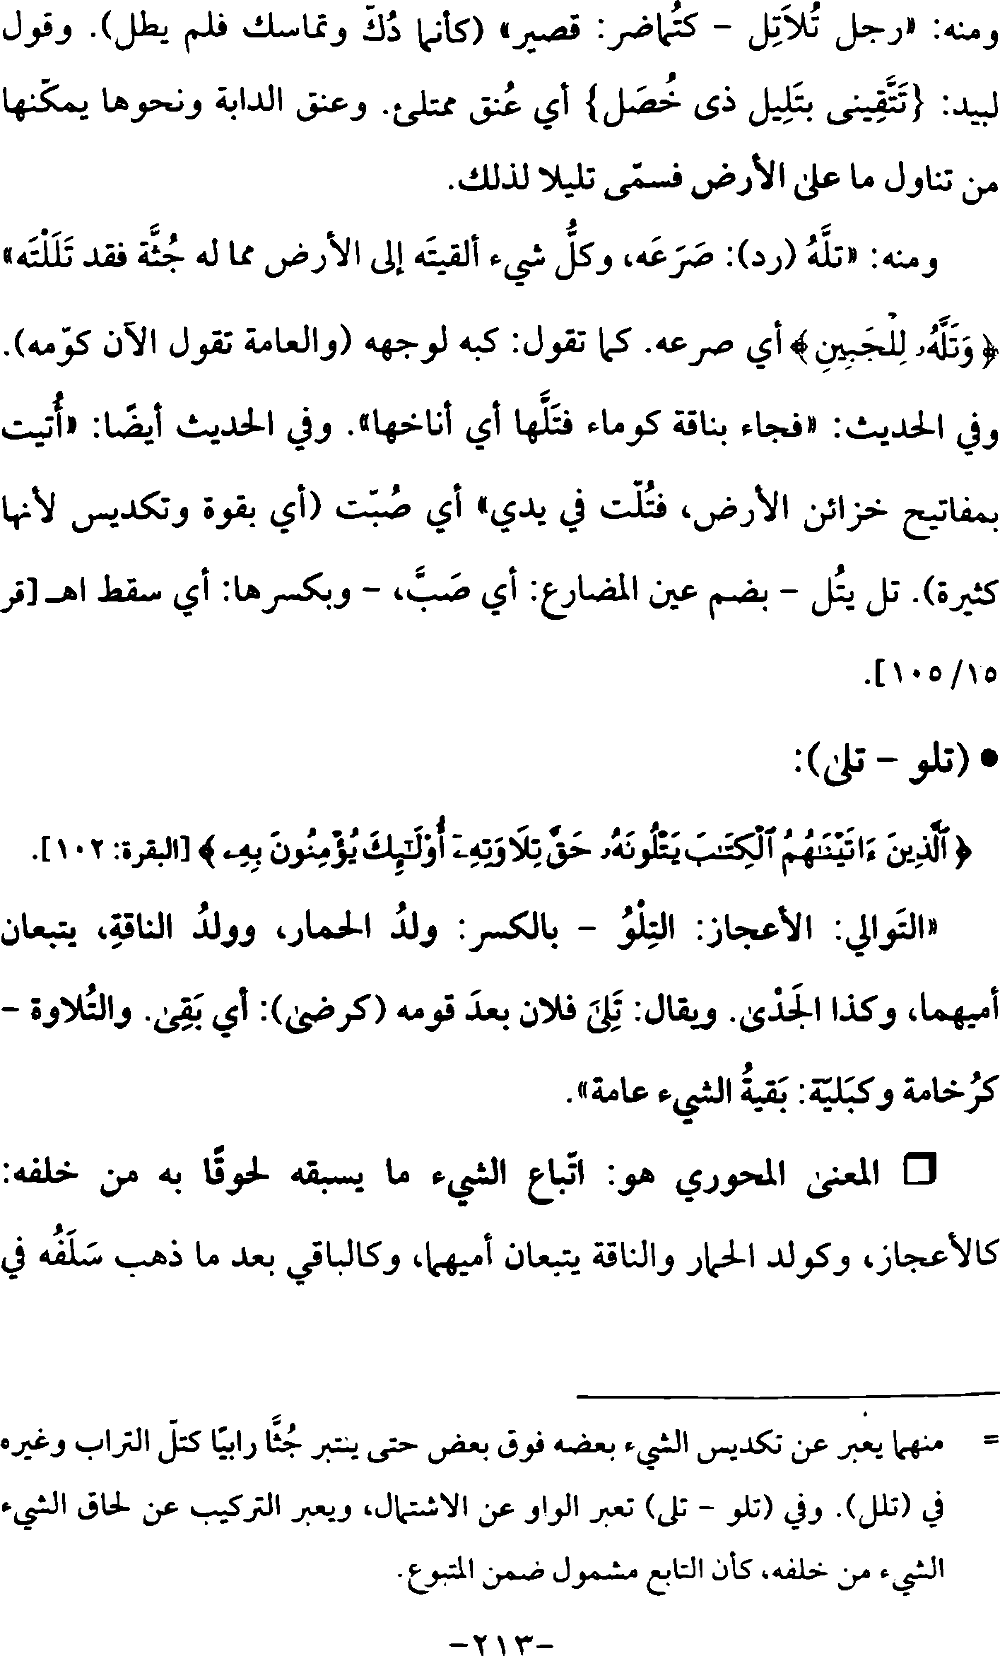 ومنه: «رجل تُلاَتِل - كتُماضر: قصير» (كأنما دُكّ وتماسك فلم يطل). وقول
لبيد: {تَتَّقِينى بتَلِيل ذى خُصَل} أي عُنق ممتلئ. وعنق الدابة ونحوها يمكّنها
من تناول ما على الأرض فسمّى تليلا لذلك.
ومنه: «تلَّهُ (رد): صَرَعَه، وكلُّ شيء ألقيتَه إلى الأرض مما له جُثَّة فقد تَلَلْتَه»
﴿وَتَلَّهُۥ لِلْجَبِينِ﴾ أي صرعه. كما تقول: كبه لوجهه (والعامة تقول الآن كوّمه).
وفي الحديث: «فجاء بناقة كوماء فتَلَّها أي أناخها». وفي الحديث أيضًا: «أُتيت
بمفاتيح خزائن الأرض، فتُلّت في يدي» أي صُبّت (أي بقوة وتكديس لأنها
كثيرة). تل يتُل - بضم عين المضارع: أي صَبَّ، - وبكسرها: أي سقط اهـ [قر
١٥/ ١٠٥].
• (تلو - تلى):
﴿ٱلَّذِينَ ءَاتَيْنَـٰهُمُ ٱلْكِتَـٰبَ يَتْلُونَهُۥ حَقَّ تِلَاوَتِهِۦٓ أُو۟لَـٰٓئِكَ يُؤْمِنُونَ بِهِۦ﴾ [البقرة: ١٠٢].
«التَوالي: الأعجاز: التِلْوُ - بالكسر: ولدُ الحمار، وولدُ الناقةِ، يتبعان
أميهما، وكذا الجَدْى. ويقال: تَلِىَ فلان بعدَ قومه (كرضى): أي بَقِىَ. والتُلاوة -
كرُخامة وكبَليّة: بَقيةُ الشيء عامة».
❏ المعنى المحوري هو: اتّباع الشيء ما يسبقه لحوقًا به من خلفه:
كالأعجاز، وكولد الحمار والناقة يتبعان أميهما، وكالباقي بعد ما ذهب سَلَفُه في
= منهما يعبر عن تكديس الشيء بعضه فوق بعض حتى ينتبر جُثًّا رابيًا كتلّ التراب وغيره
في (تلل). وفي (تلو - تلى) تعبر الواو عن الاشتمال، ويعبر التركيب عن لحاق الشيء
الشيء من خلفه، كأن التابع مشمول ضمن المتبوع.
-٢١٣-